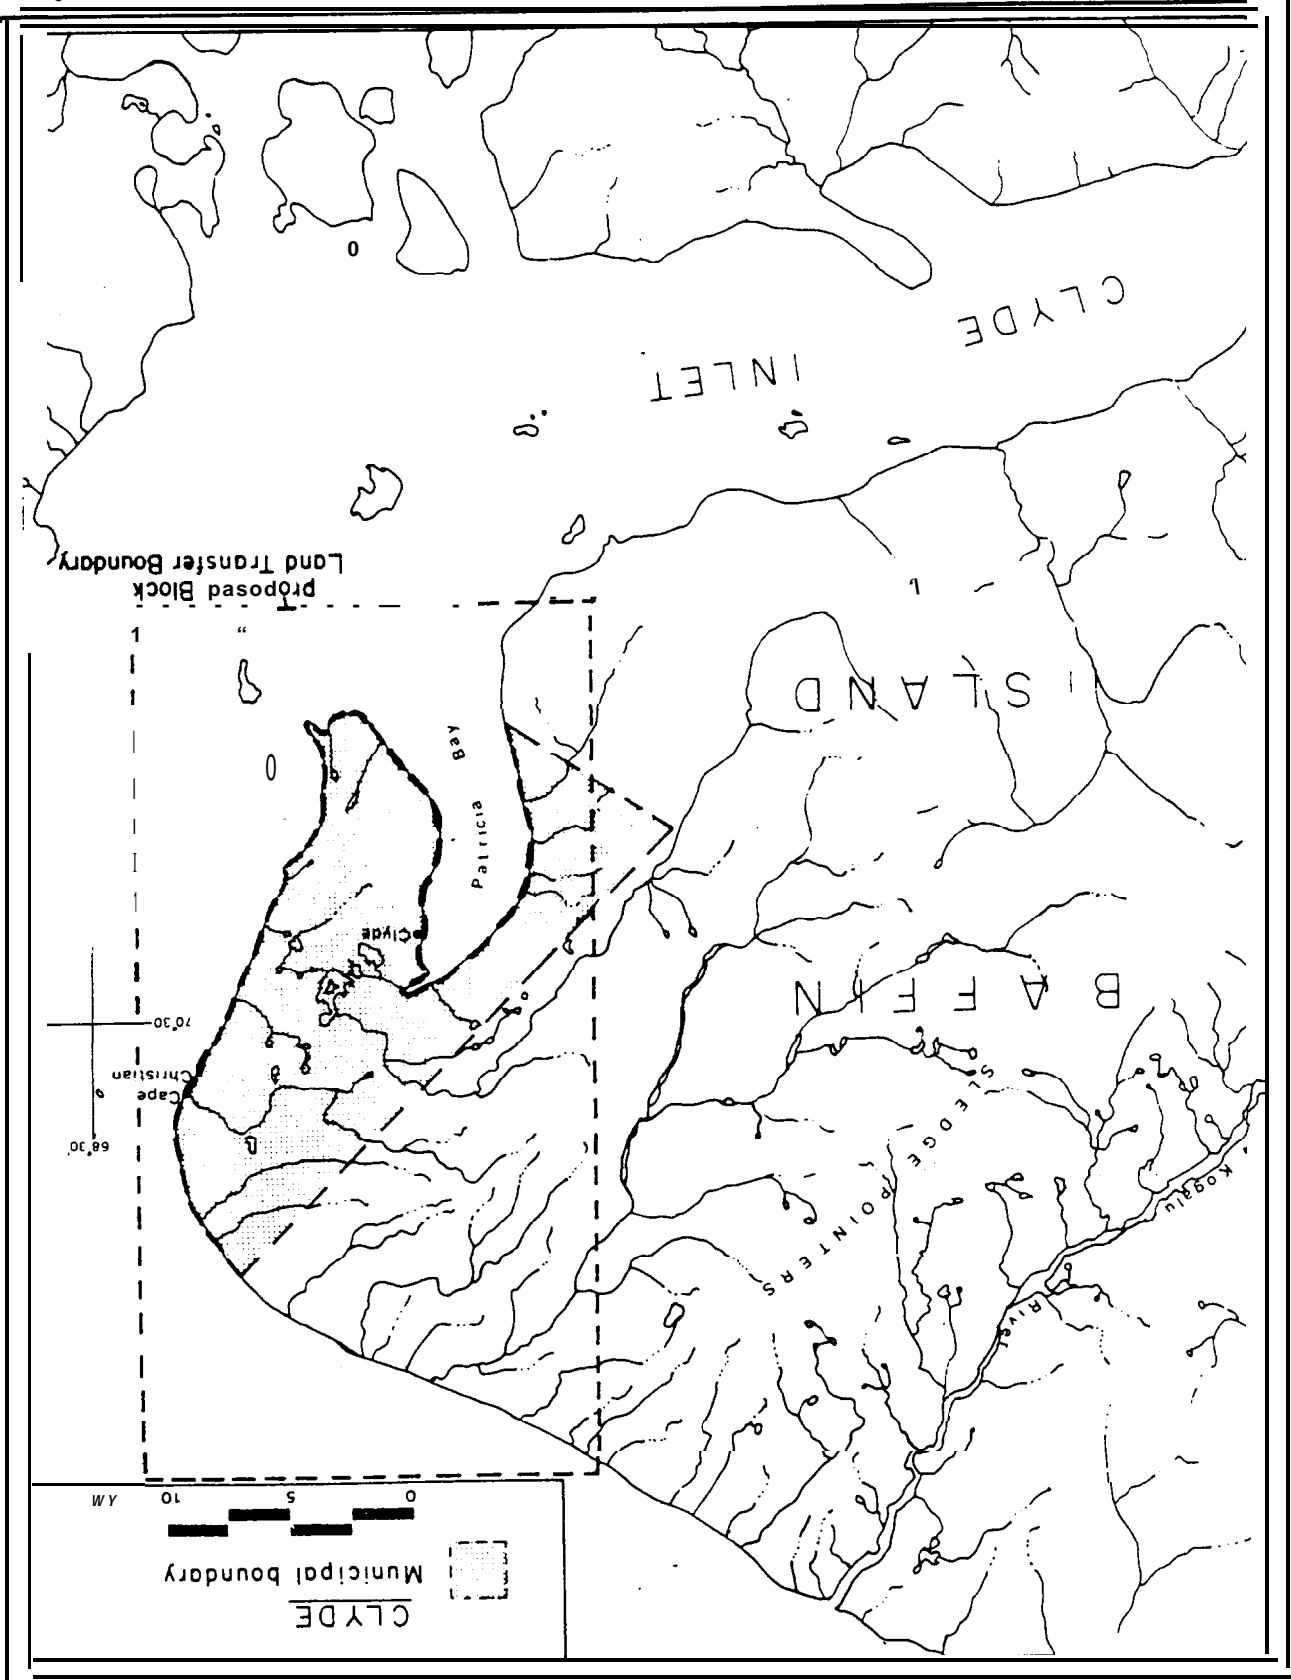 CLYDE
Municipal boundary
0 5 10
Kogalu
River
SLEDGE POINTERS
68°30'
Cape
Christian
70°30'
BAFFIN
ISLAND
Clyde
Patricia
Bay
proposed Block
Land Transfer Boundary
INLET
CLYDE